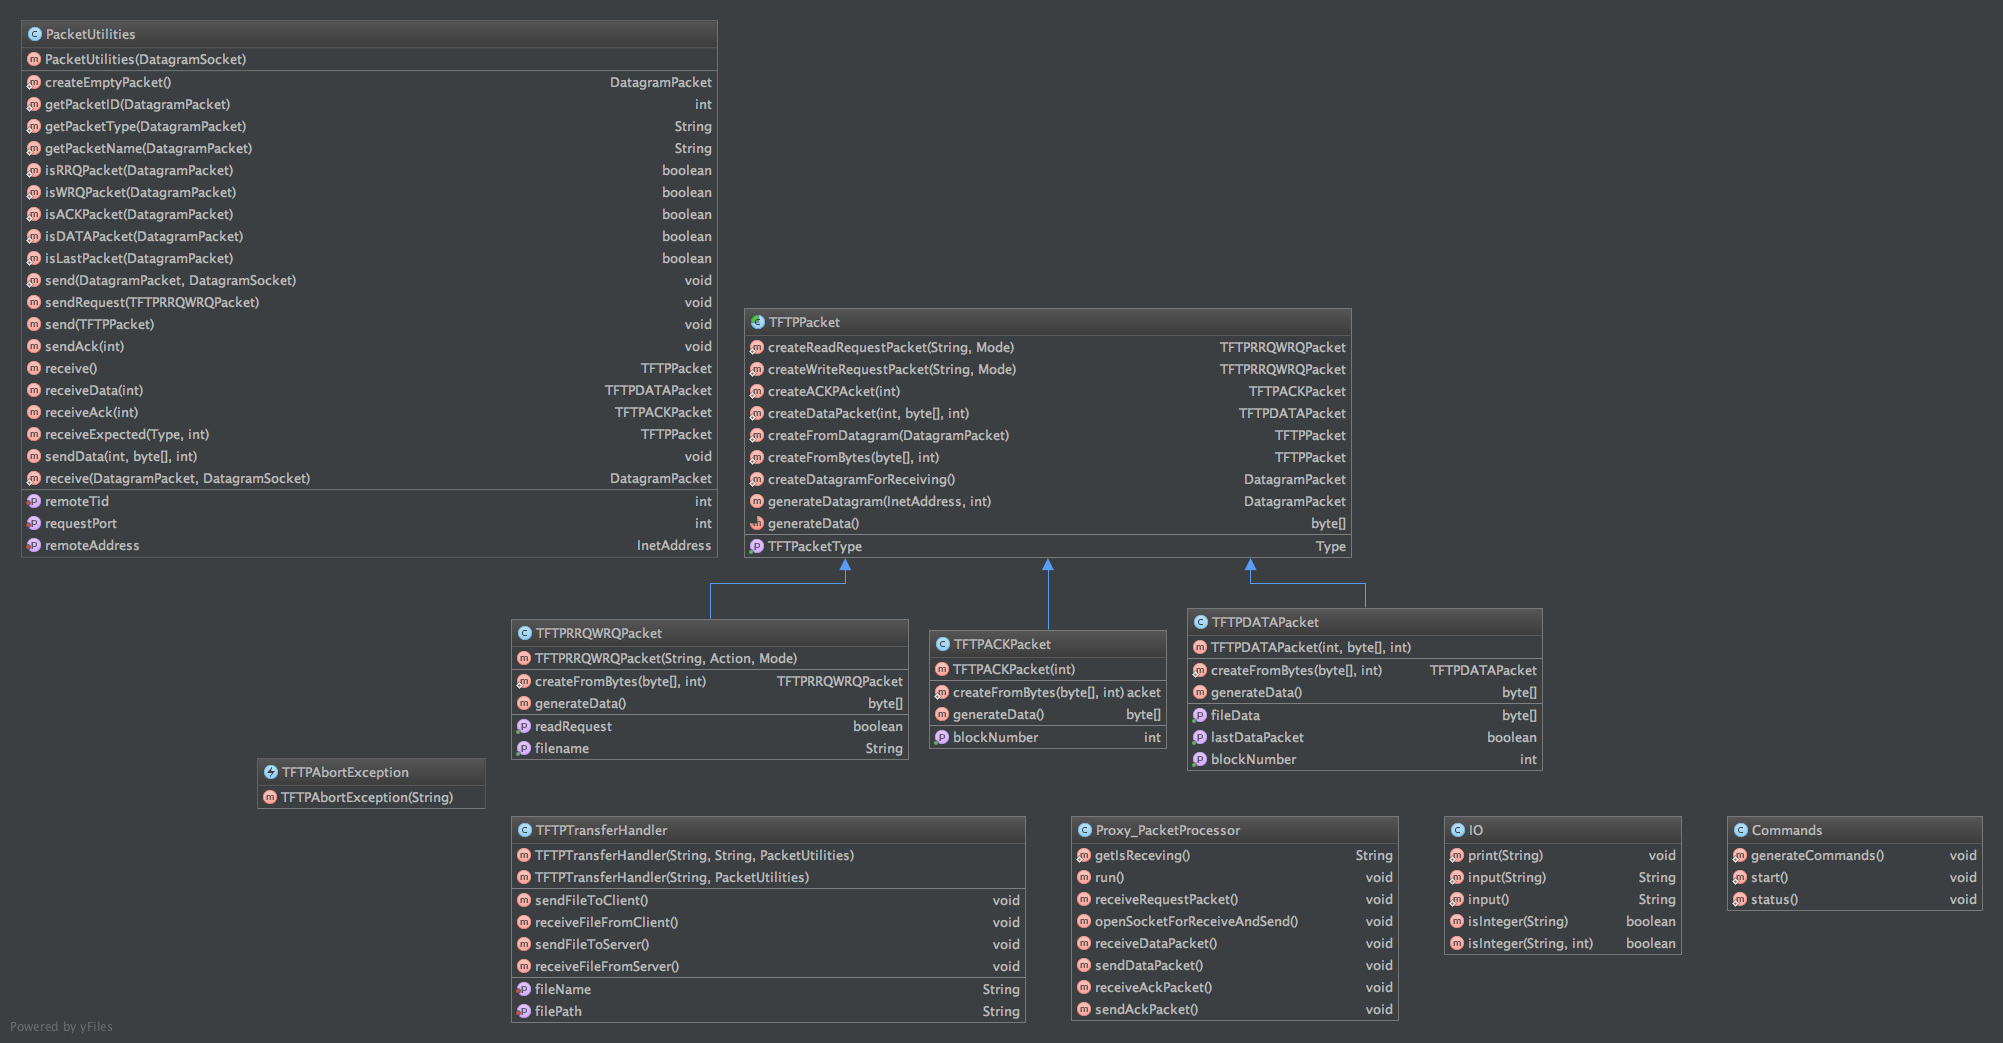 PacketUtilities
PacketUtilities(DatagramSocket)
createEmptyPacket() DatagramPacket
getPacketID(DatagramPacket) int
getPacketType(DatagramPacket) String
getPacketName(DatagramPacket) String
isRRQPacket(DatagramPacket) boolean
isWRQPacket(DatagramPacket) boolean
isACKPacket(DatagramPacket) boolean
isDATAPacket(DatagramPacket) boolean
isLastPacket(DatagramPacket) boolean
send(DatagramPacket, DatagramSocket) void
sendRequest(TFTPRRQWRQPacket) void
send(TFTPPacket) void
sendAck(int) void
receive() TFTPPacket
receiveData(int) TFTPDATAPacket
receiveAck(int) TFTPACKPacket
receiveExpected(Type, int) TFTPPacket
sendData(int, byte[], int) void
receive(DatagramPacket, DatagramSocket) DatagramPacket
remoteTid int
requestPort int
remoteAddress InetAddress
TFTPPacket
createReadRequestPacket(String, Mode) TFTPRRQWRQPacket
createWriteRequestPacket(String, Mode) TFTPRRQWRQPacket
createACKPAcket(int) TFTPACKPacket
createDataPacket(int, byte[], int) TFTPDATAPacket
createFromDatagram(DatagramPacket) TFTPPacket
createFromBytes(byte[], int) TFTPPacket
createDatagramForReceiving() DatagramPacket
generateDatagram(InetAddress, int) DatagramPacket
generateData() byte[]
TFTPacketType Type
TFTPRRQWRQPacket
TFTPRRQWRQPacket(String, Action, Mode)
createFromBytes(byte[], int) TFTPRRQWRQPacket
generateData() byte[]
readRequest boolean
filename String
TFTPACKPacket
TFTPACKPacket(int)
createFromBytes(byte[], int) acket
generateData() byte[]
blockNumber int
TFTPDATAPacket
TFTPDATAPacket(int, byte[], int)
createFromBytes(byte[], int) TFTPDATAPacket
generateData() byte[]
fileData byte[]
lastDataPacket boolean
blockNumber int
TFTPAbortException
TFTPAbortException(String)
TFTPTransferHandler
TFTPTransferHandler(String, String, PacketUtilities)
TFTPTransferHandler(String, PacketUtilities)
sendFileToClient() void
receiveFileFromClient() void
sendFileToServer() void
receiveFileFromServer() void
fileName String
filePath String
Proxy_PacketProcessor
getIsReceving() String
run() void
receiveRequestPacket() void
openSocketForReceiveAndSend() void
receiveDataPacket() void
sendDataPacket() void
receiveAckPacket() void
sendAckPacket() void
IO
print(String) void
input(String) String
input() String
isInteger(String) boolean
isInteger(String, int) boolean
Commands
generateCommands() void
start() void
status() void
Powered by yFiles